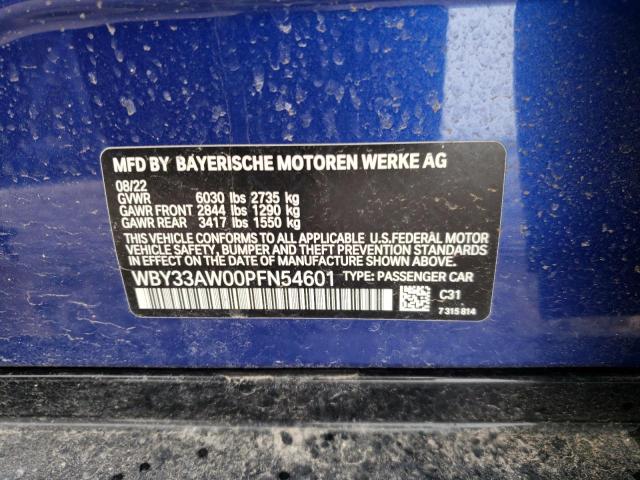 MFD BY BAYERISCHE MOTOREN WERKE AG
08/22
GVWR 6030 lbs 2735 kg
GAWR FRONT 2844 lbs 1290 kg
GAWR REAR 3417 lbs 1550 kg
THIS VEHICLE CONFORMS TO ALL APPLICABLE U.S.FEDERAL MOTOR
VEHICLE SAFETY, BUMPER, AND THEFT PREVENTION STANDARDS
IN EFFECT ON THE DATE OF MANUFACTURE SHOWN ABOVE.
WBY33AW00PFN54601 TYPE: PASSENGER CAR
C31
7 315 814